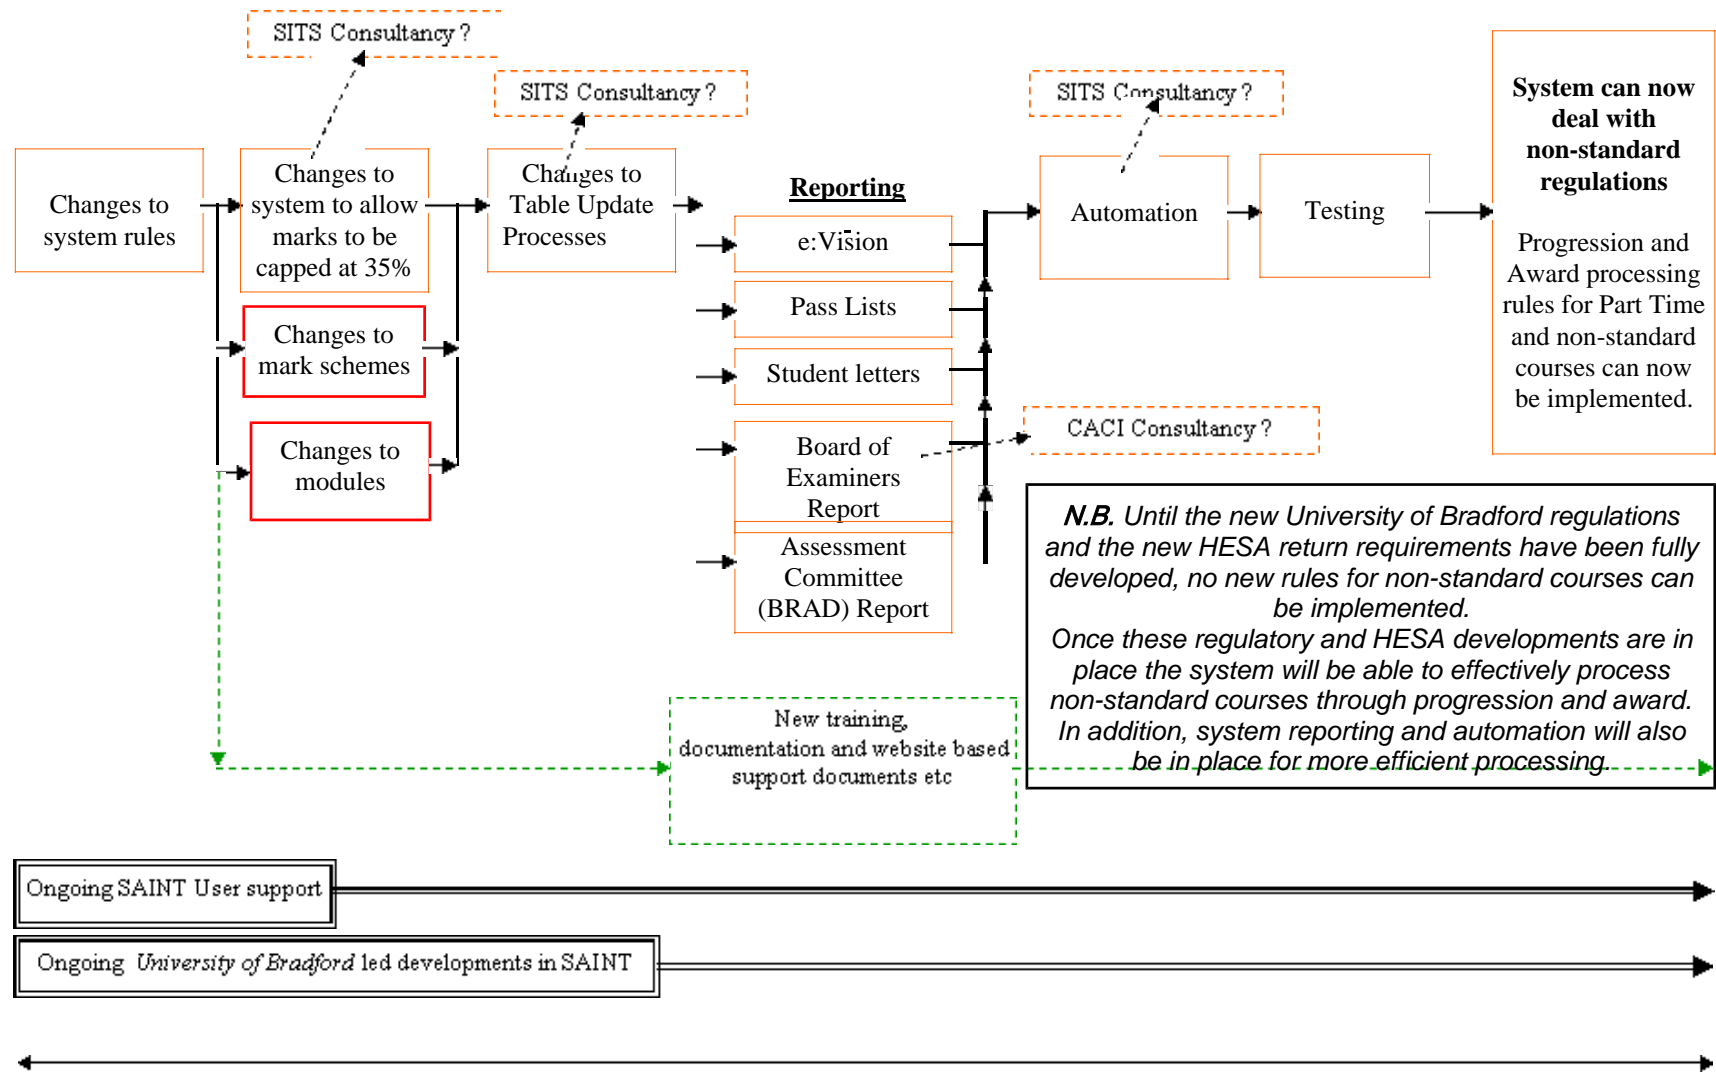 SITS Consultancy ?
SITS Consultancy ?
SITS Consultancy ?
Changes to
system rules
Changes to
system to allow
marks to be
capped at 35%
Changes to
mark schemes
Changes to
modules
Changes to
Table Update
Processes
Reporting
e:Vision
Pass Lists
Student letters
Board of
Examiners
Report
Assessment
Committee
(BRAD) Report
CACI Consultancy ?
Automation
Testing
System can now
deal with
non-standard
regulations
Progression and
Award processing
rules for Part Time
and non-standard
courses can now
be implemented.
N.B. Until the new University of Bradford regulations
and the new HESA return requirements have been fully
developed, no new rules for non-standard courses can
be implemented.
Once these regulatory and HESA developments are in
place the system will be able to effectively process
non-standard courses through progression and award.
In addition, system reporting and automation will also
be in place for more efficient processing.
New training,
documentation and website based
support documents etc
Ongoing SAINT User support
Ongoing University of Bradford led developments in SAINT